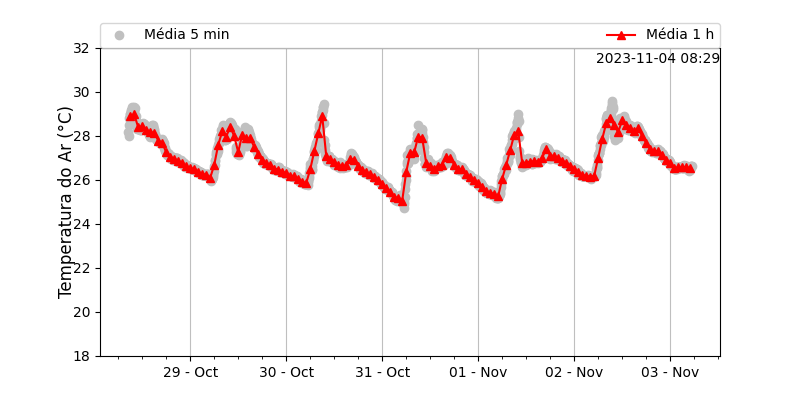 Média 5 min
Média 1 h
2023-11-04 08:29
Temperatura do Ar (°C)
32
30
28
26
24
22
20
18
29 - Oct
30 - Oct
31 - Oct
01 - Nov
02 - Nov
03 - Nov